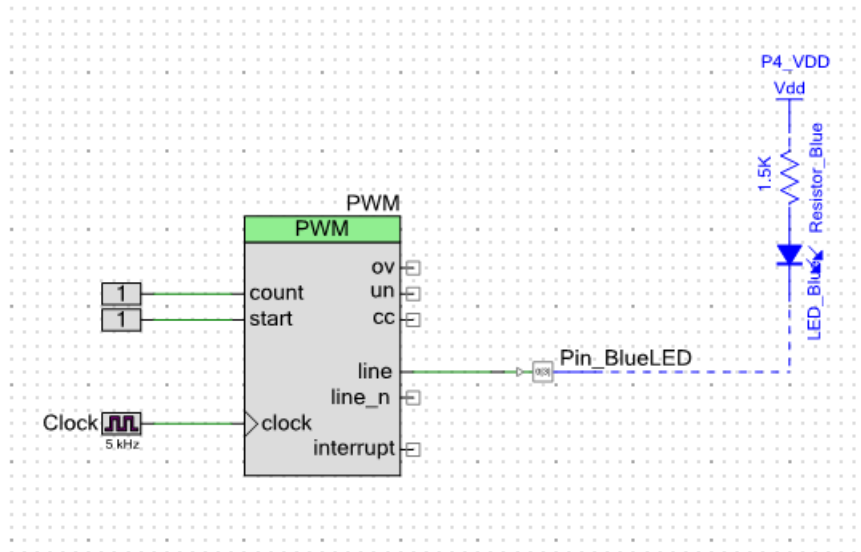 P4_VDD
Vdd
1.5K
Resistor_Blue
LED_Blue
PWM
PWM
ov
1
count
un
1
start
cc
line
Pin_BlueLED
line_n
Clock
5 kHz
clock
interrupt